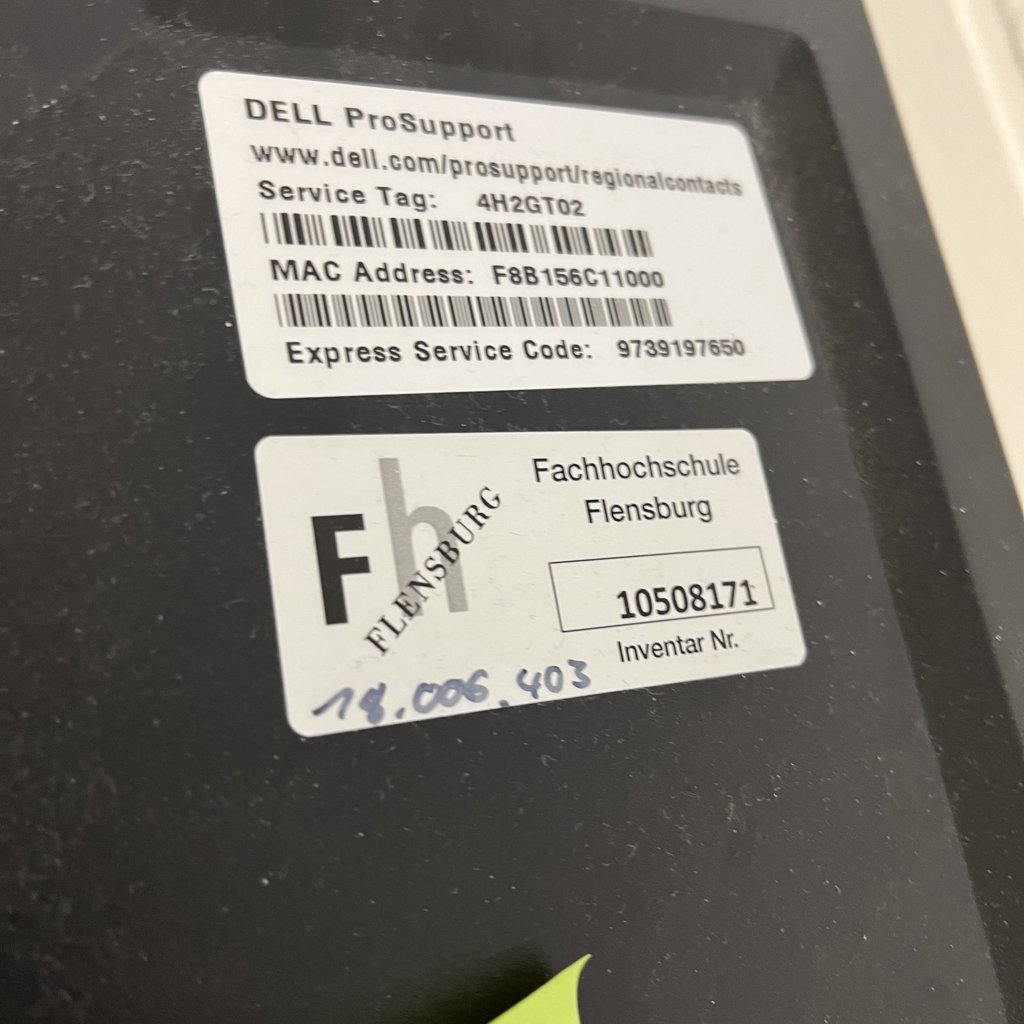 DELL ProSupport
www.dell.com/prosupport/regionalcontacts
Service Tag: 4H2GT02
MAC Address: F8B156C11000
Express Service Code: 9739197650
Fh
FLENSBURG
Fachhochschule
Flensburg
10508171
Inventar Nr.
18.006.403